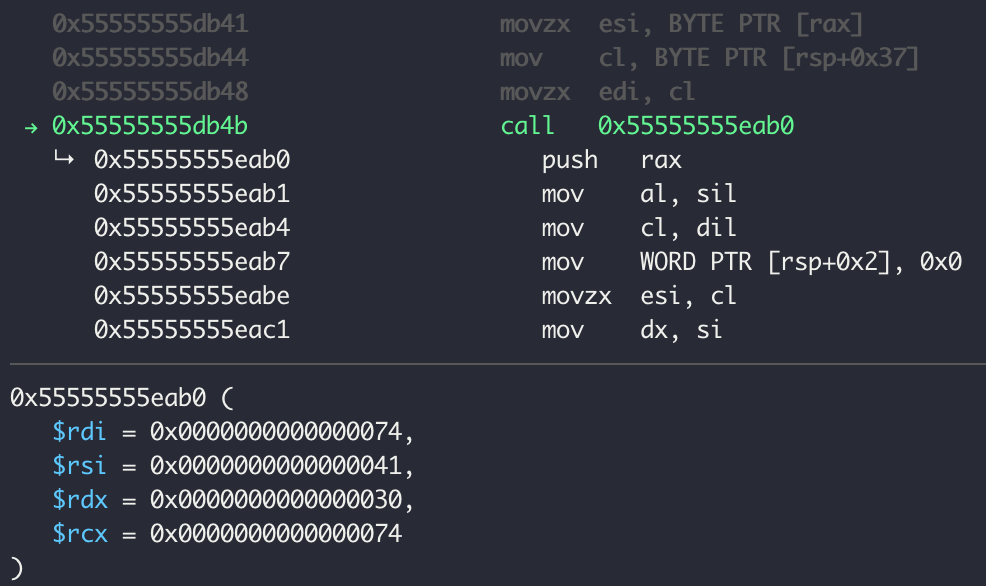 0x55555555db41 movzx esi, BYTE PTR [rax]
0x55555555db44 mov cl, BYTE PTR [rsp+0x37]
0x55555555db48 movzx edi, cl
→ 0x55555555db4b call 0x55555555eab0
↳ 0x55555555eab0 push rax
0x55555555eab1 mov al, sil
0x55555555eab4 mov cl, dil
0x55555555eab7 mov WORD PTR [rsp+0x2], 0x0
0x55555555eabe movzx esi, cl
0x55555555eac1 mov dx, si
0x55555555eab0 (
$rdi = 0x0000000000000074,
$rsi = 0x0000000000000041,
$rdx = 0x0000000000000030,
$rcx = 0x0000000000000074
)